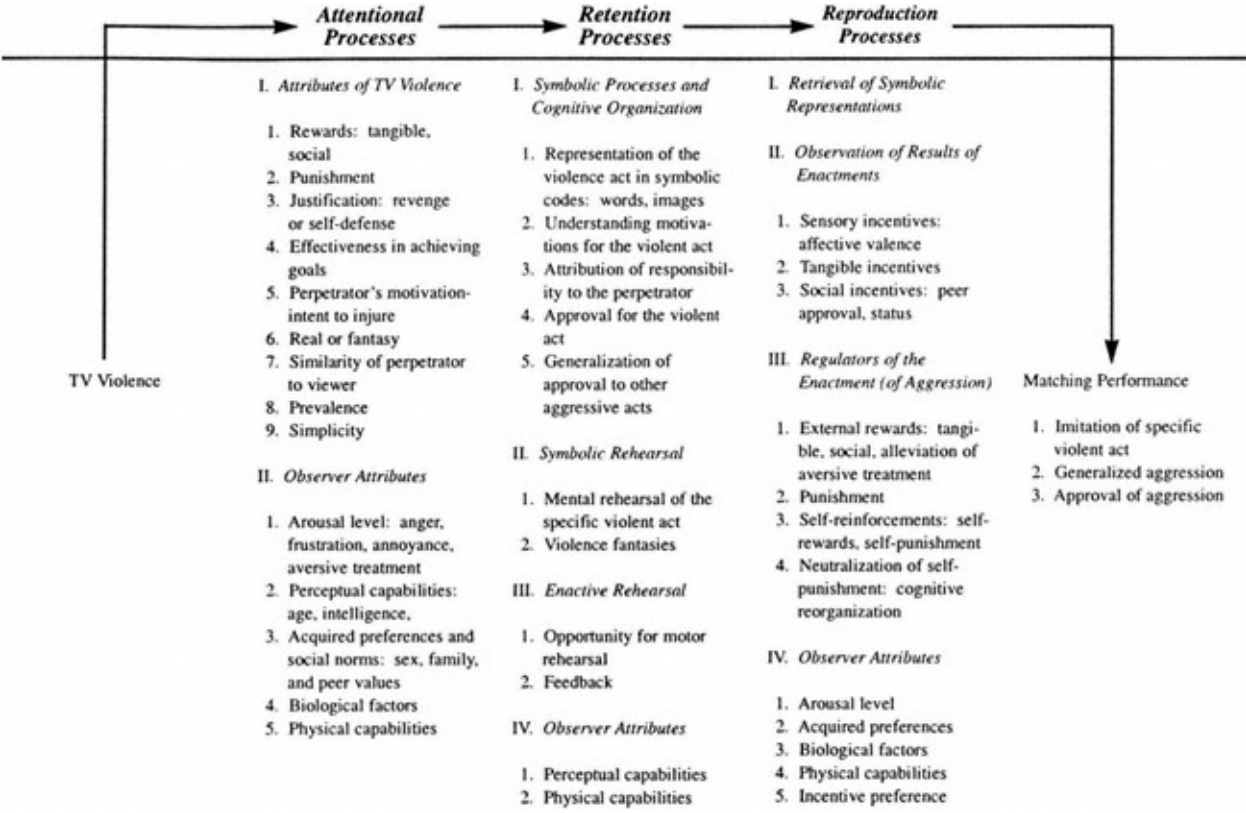 Attentional
Processes
Retention
Processes
Reproduction
Processes
TV Violence
I. Attributes of TV Violence
1. Rewards: tangible,
social
2. Punishment
3. Justification: revenge
or self-defense
4. Effectiveness in achieving
goals
5. Perpetrator's motivation-
intent to injure
6. Real or fantasy
7. Similarity of perpetrator
to viewer
8. Prevalence
9. Simplicity
II. Observer Attributes
1. Arousal level: anger,
frustration, annoyance,
aversive treatment
2. Perceptual capabilities:
age, intelligence,
3. Acquired preferences and
social norms: sex, family,
and peer values
4. Biological factors
5. Physical capabilities
I. Symbolic Processes and
Cognitive Organization
1. Representation of the
violence act in symbolic
codes: words, images
2. Understanding motiva-
tions for the violent act
3. Attribution of responsibil-
ity to the perpetrator
4. Approval for the violent
act
5. Generalization of
approval to other
aggressive acts
II. Symbolic Rehearsal
1. Mental rehearsal of the
specific violent act
2. Violence fantasies
III. Enactive Rehearsal
1. Opportunity for motor
rehearsal
2. Feedback
IV. Observer Attributes
1. Perceptual capabilities
2. Physical capabilities
I. Retrieval of Symbolic
Representations
II. Observation of Results of
Enactments
1. Sensory incentives:
affective valence
2. Tangible incentives
3. Social incentives: peer
approval, status
III. Regulators of the
Enactment (of Aggression)
1. External rewards: tangi-
ble, social, alleviation of
aversive treatment
2. Punishment
3. Self-reinforcements: self-
rewards, self-punishment
4. Neutralization of self-
punishment: cognitive
reorganization
IV. Observer Attributes
1. Arousal level
2. Acquired preferences
3. Biological factors
4. Physical capabilities
5. Incentive preference
Matching Performance
1. Imitation of specific
violent act
2. Generalized aggression
3. Approval of aggression